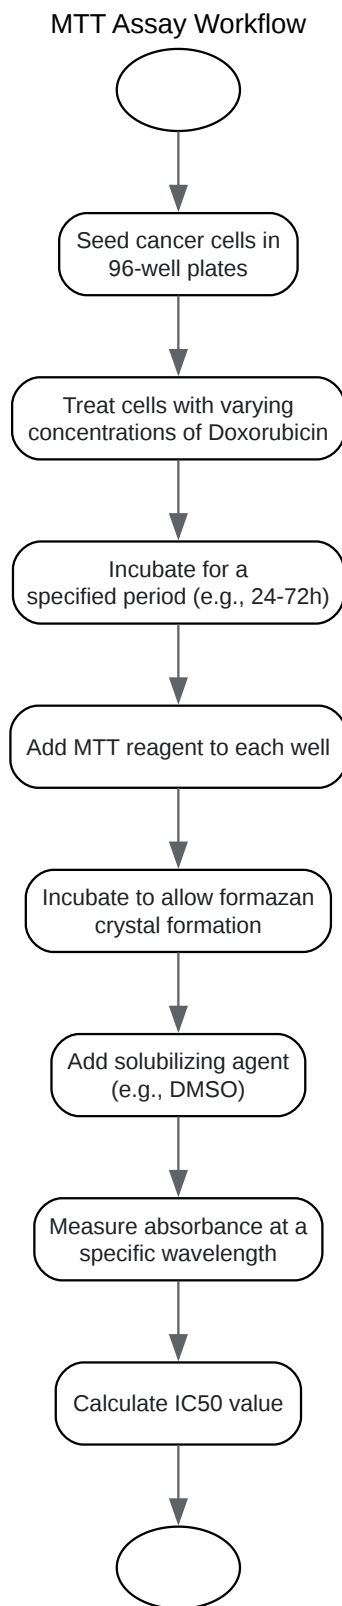 MTT Assay Workflow
Seed cancer cells in
96-well plates
Treat cells with varying
concentrations of Doxorubicin
Incubate for a
specified period (e.g., 24-72h)
Add MTT reagent to each well
Incubate to allow formazan
crystal formation
Add solubilizing agent
(e.g., DMSO)
Measure absorbance at a
specific wavelength
Calculate IC50 value